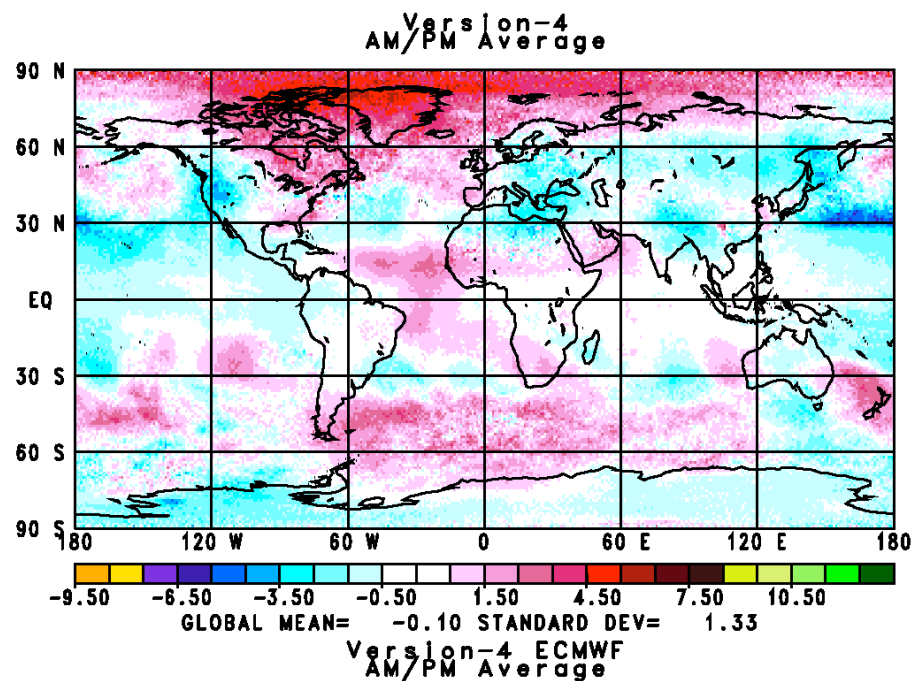 Version-4
AM/PM Average
90 N
60 N
30 N
EQ
30 S
60 S
90 S
180 120 W 60 W 0 60 E 120 E 180
-9.50 -6.50 -3.50 -0.50 1.50 4.50 7.50 10.50
GLOBAL MEAN= -0.10 STANDARD DEV= 1.33
Version-4 ECMWF
AM/PM Average